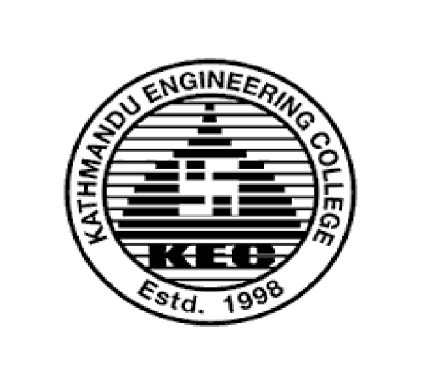 KATHMANDU ENGINEERING COLLEGE
KEC
Estd. 1998